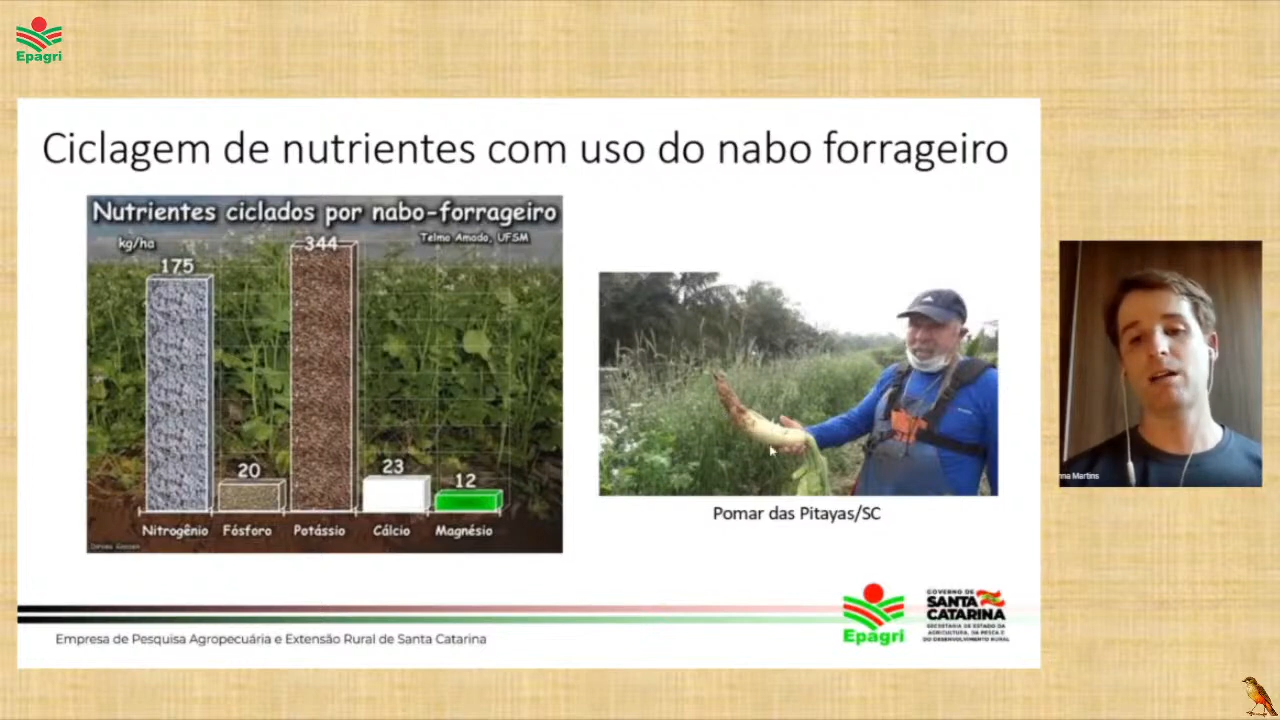 Epagri
Ciclagem de nutrientes com uso do nabo forrageiro
Nutrientes ciclados por nabo-forrageiro
kg/ha
Telmo Amado, UFSM
175
20
344
23
12
Nitrogênio Fósforo Potássio Cálcio Magnésio
Pomar das Pitayas/SC
na Martins
Empresa de Pesquisa Agropecuária e Extensão Rural de Santa Catarina
Epagri
GOVERNO DE
SANTA
CATARINA
SECRETARIA DE ESTADO DA
AGRICULTURA, DA PESCA E
DO DESENVOLVIMENTO RURAL